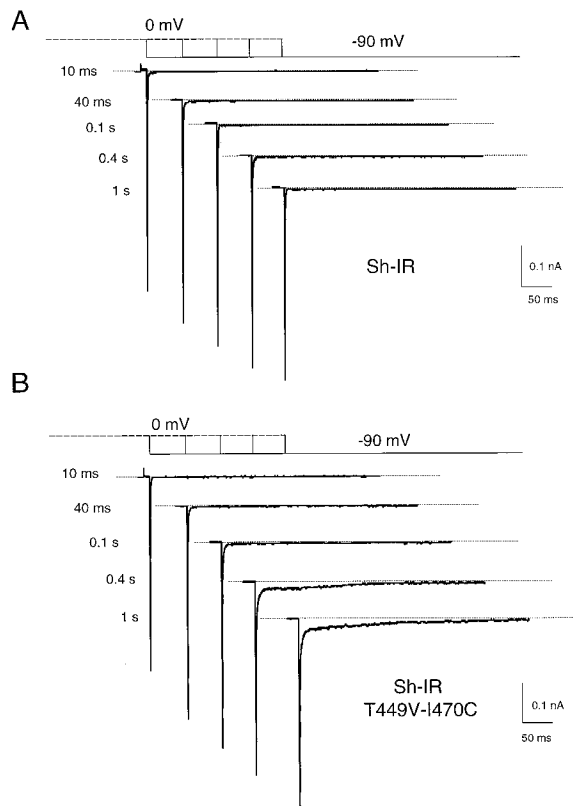 A
0 mV
-90 mV
10 ms
40 ms
0.1 s
0.4 s
1 s
Sh-IR
0.1 nA
50 ms
B
0 mV
-90 mV
10 ms
40 ms
0.1 s
0.4 s
1 s
Sh-IR
T449V-I470C
0.1 nA
50 ms